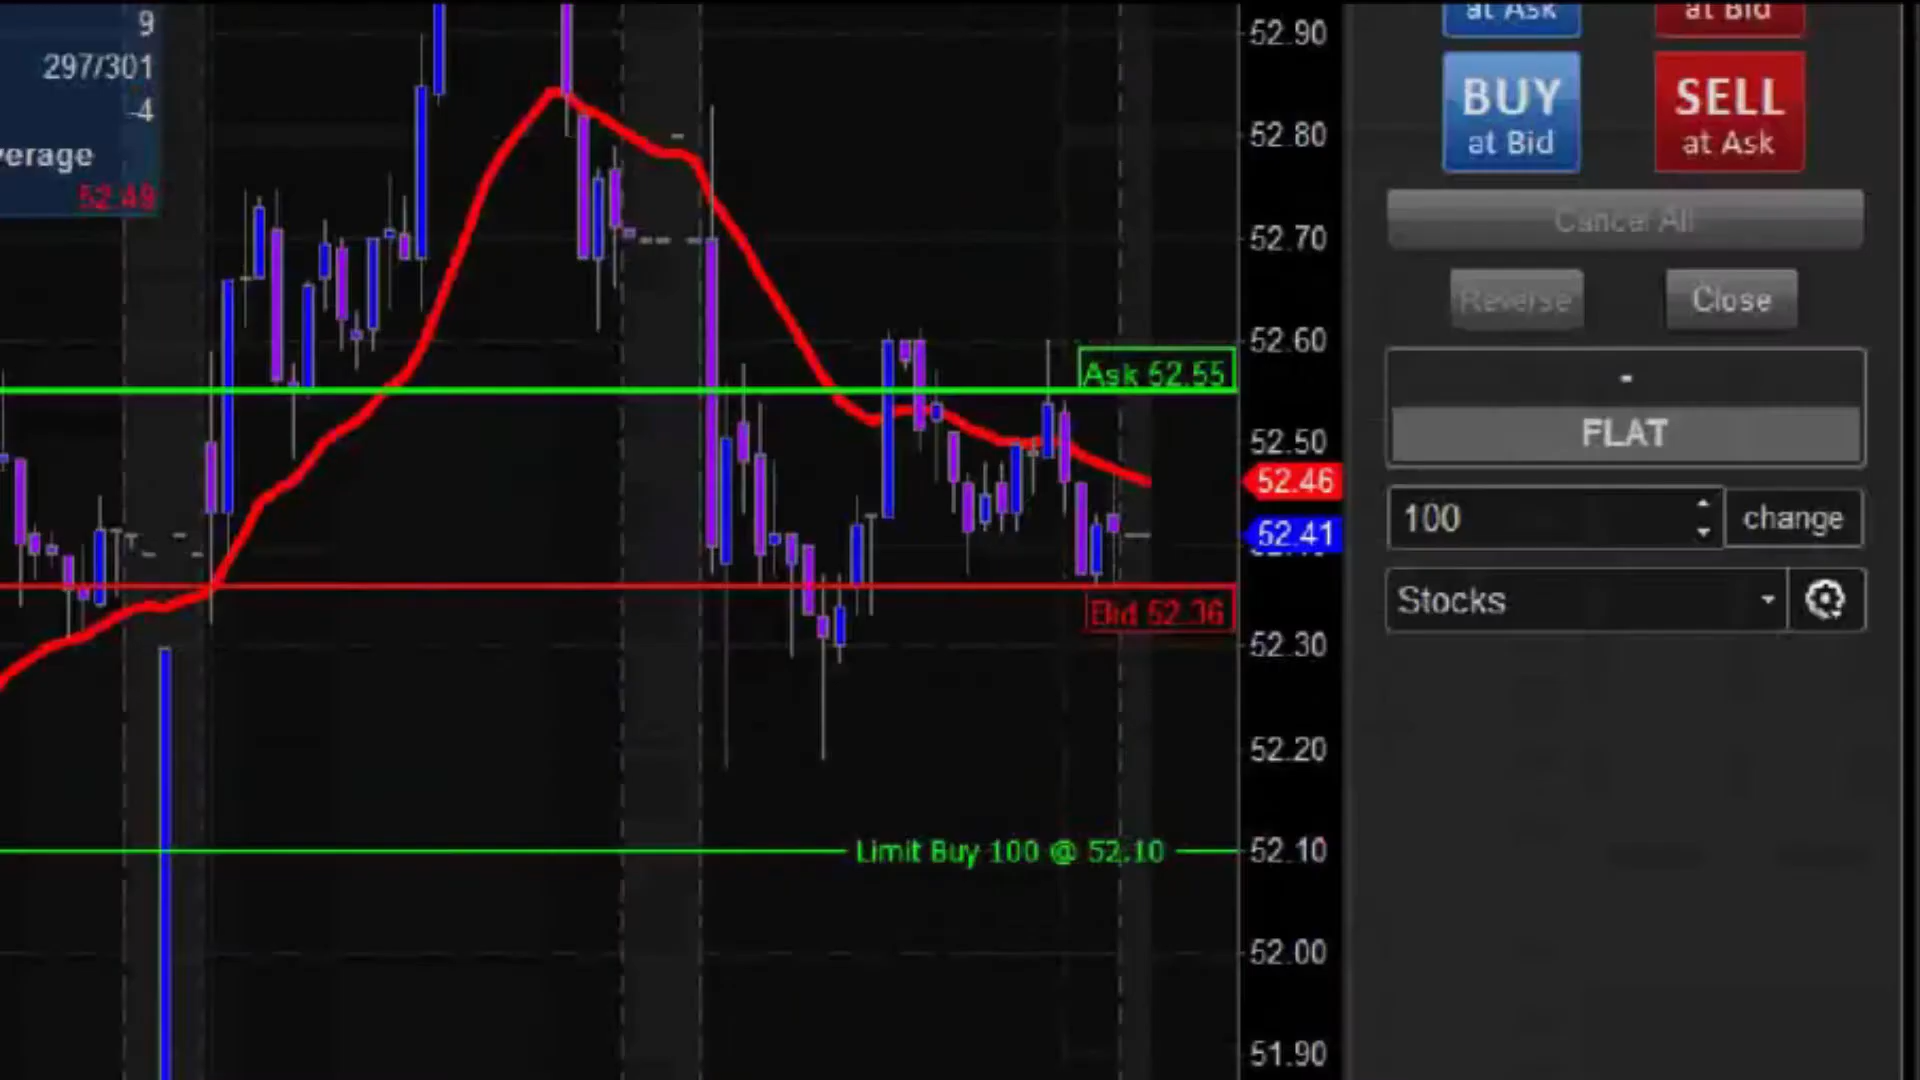 9
297/301
-4
verage
52.49
52.90
52.80
52.70
52.60
52.50
52.30
52.20
52.10
52.00
51.90
Ask 52.55
52.46
52.41
Bid 52.36
Limit Buy 100 @ 52.10
at Ask
at Bid
BUY
at Bid
SELL
at Ask
Cancel All
Reverse
Close
-
FLAT
100
change
Stocks